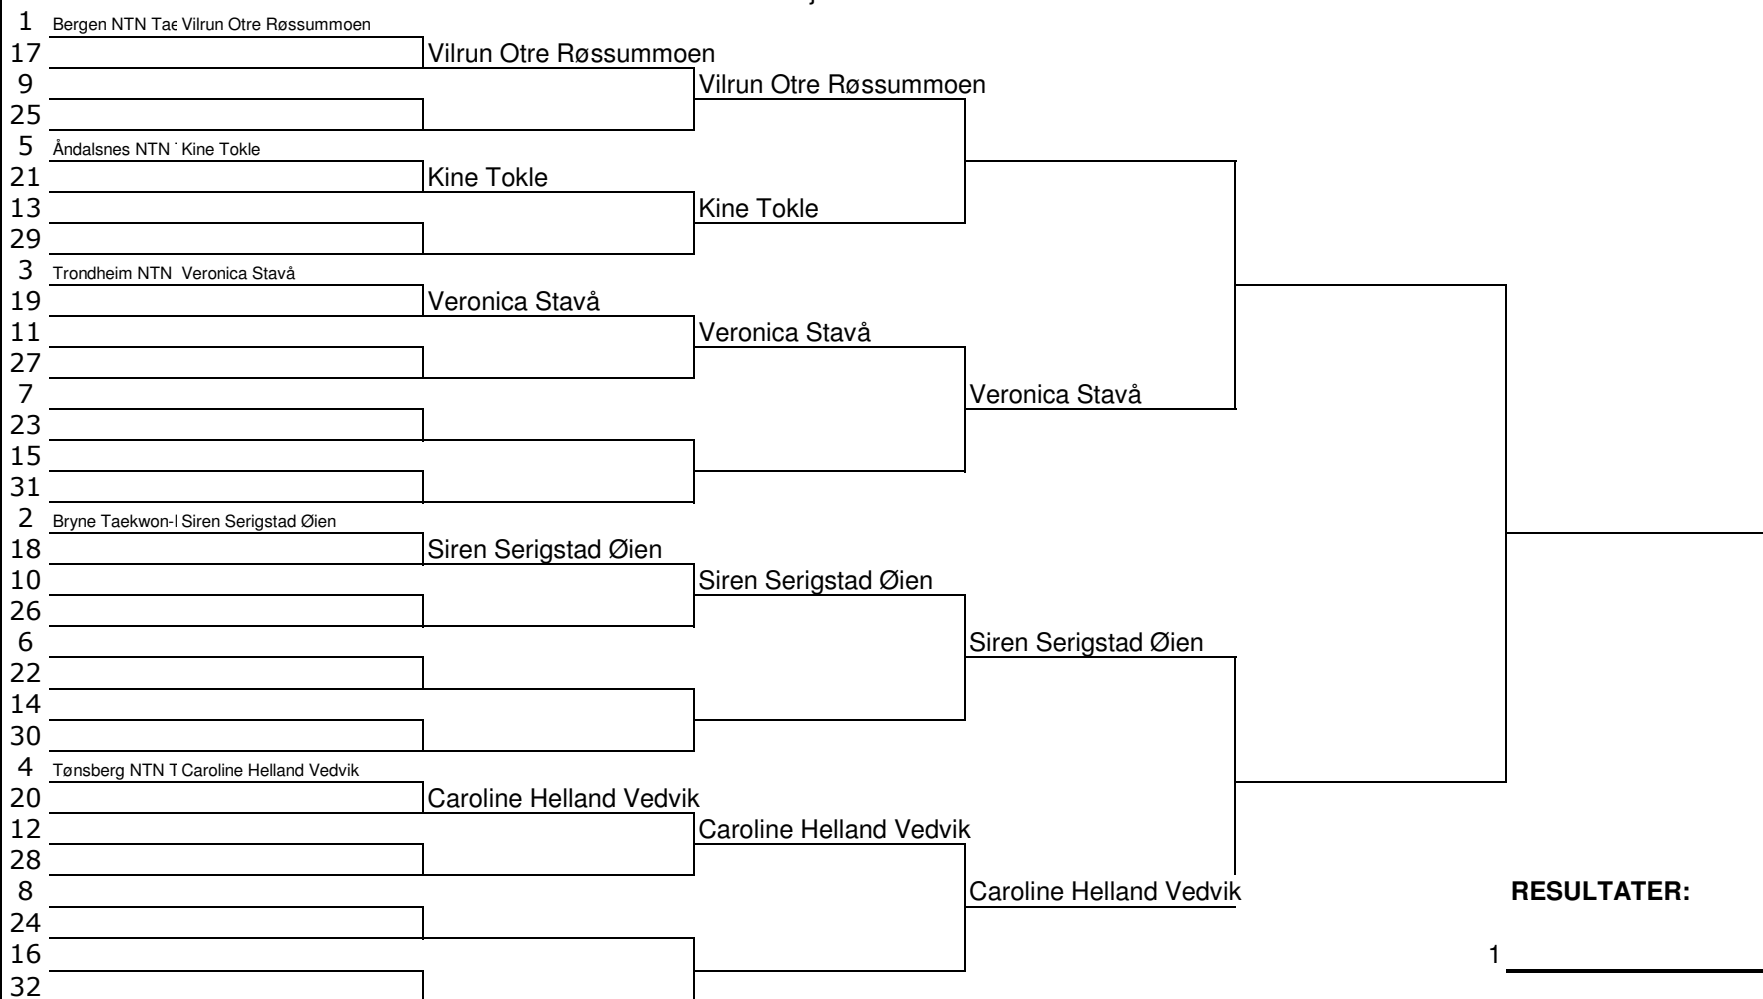 1 Bergen NTN Tae Vilrun Otre Røssummoen
17 Vilrun Otre Røssummoen
9 Vilrun Otre Røssummoen
25
5 Åndalsnes NTN Kine Tokle
21 Kine Tokle
13 Kine Tokle
29
3 Trondheim NTN Veronica Stavå
19 Veronica Stavå
11 Veronica Stavå
27
7 Veronica Stavå
23
15
31
2 Bryne Taekwon- Siren Serigstad Øien
18 Siren Serigstad Øien
10 Siren Serigstad Øien
26
6 Siren Serigstad Øien
22
14
30
4 Tønsberg NTN T Caroline Helland Vedvik
20 Caroline Helland Vedvik
12 Caroline Helland Vedvik
28
8 Caroline Helland Vedvik RESULTATER:
24
16 1
32